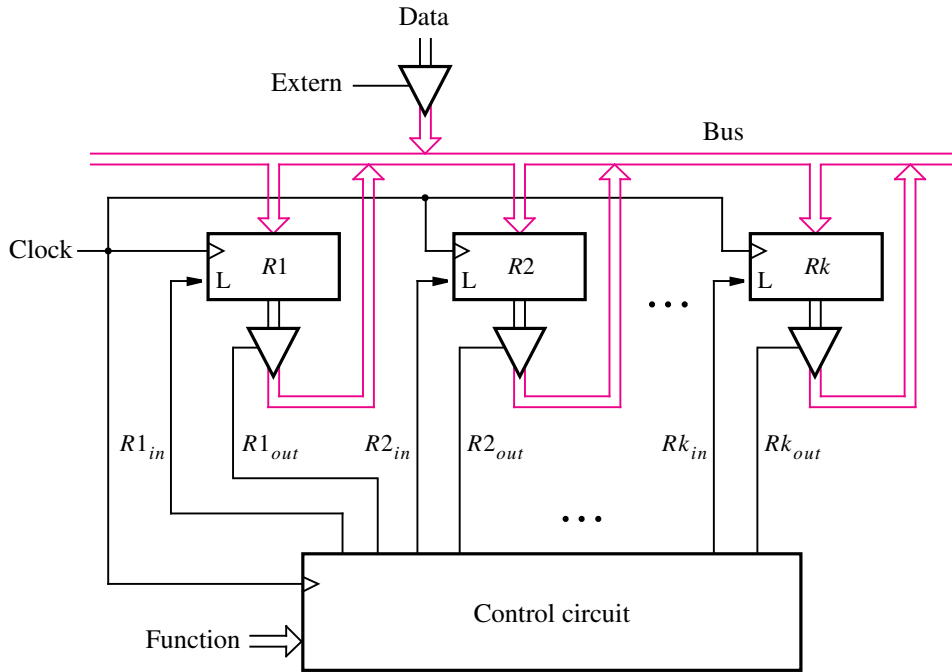 Data
Extern
Bus
Clock
R1
R2
Rk
L
L
L
R1in
R1out
R2in
R2out
Rkin
Rkout
Control circuit
Function